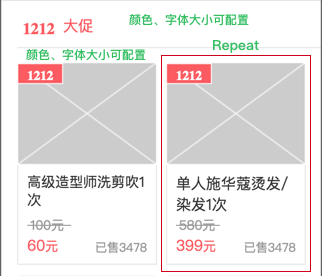 1212 大促
颜色、字体大小可配置
Repeat
颜色、字体大小可配置
1212
高级造型师洗剪吹1
次
100元
60元
已售3478
1212
单人施华蔻烫发/
染发1次
580元
399元
已售3478